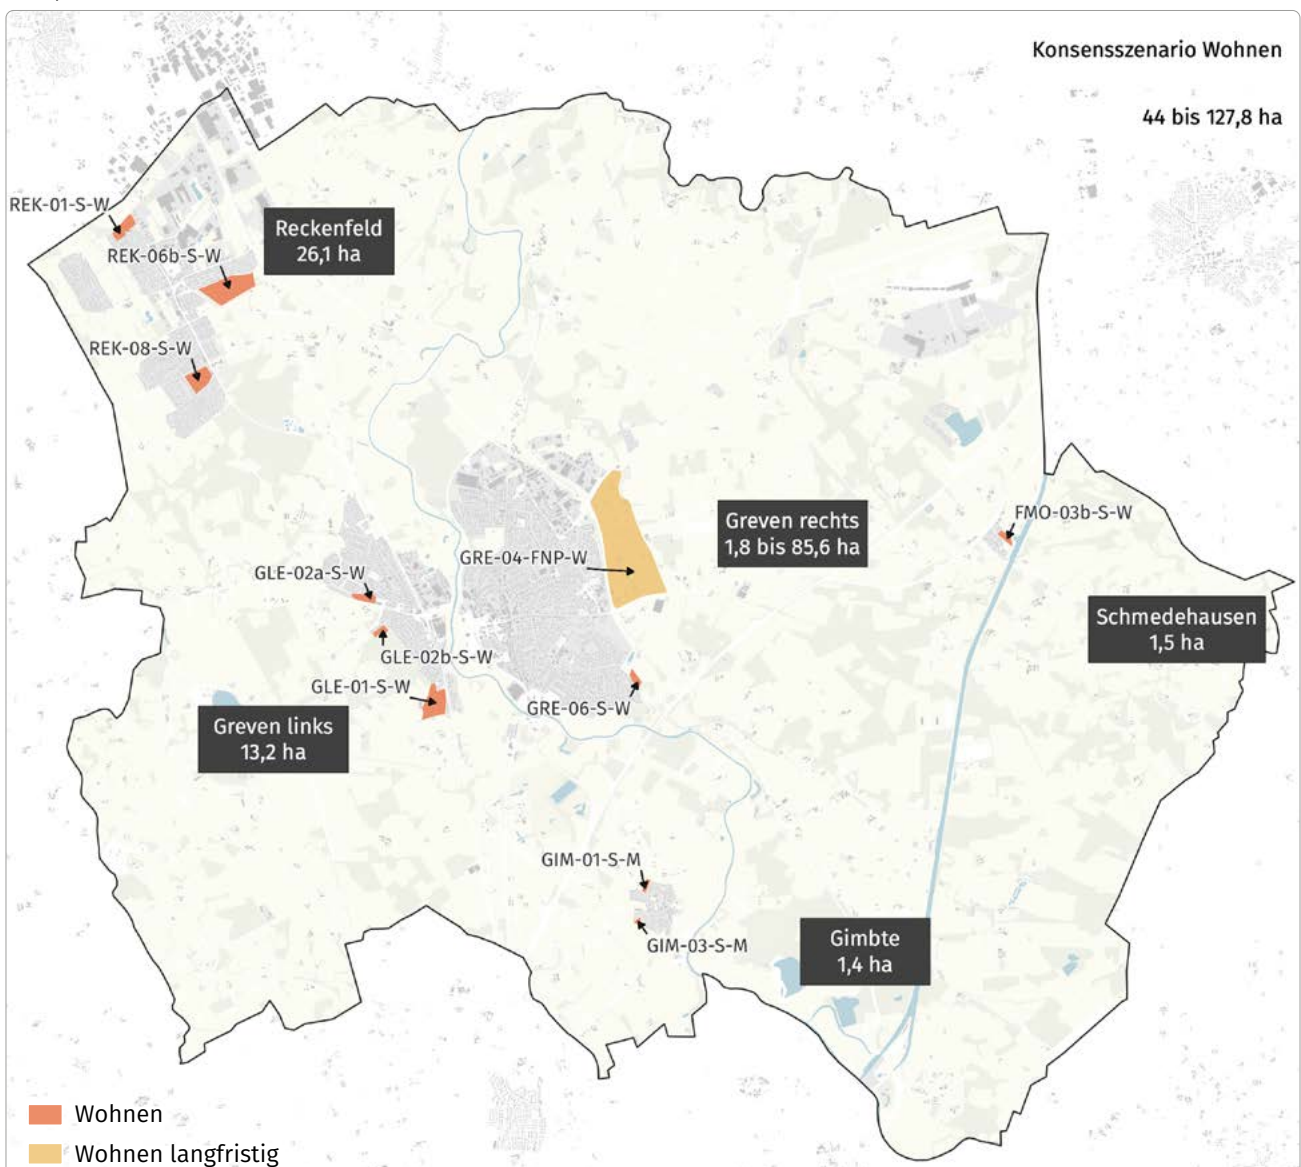 Konsensszenario Wohnen
44 bis 127,8 ha
REK-01-S-W
Reckenfeld
26,1 ha
REK-06b-S-W
REK-08-S-W
Greven rechts
1,8 bis 85,6 ha
FMO-03b-S-W
GRE-04-FNP-W
GLE-02a-S-W
Schmedehausen
1,5 ha
GLE-02b-S-W
GLE-01-S-W
GRE-06-S-W
Greven links
13,2 ha
GIM-01-S-M
GIM-03-S-M
Gimbte
1,4 ha
Wohnen
Wohnen langfristig